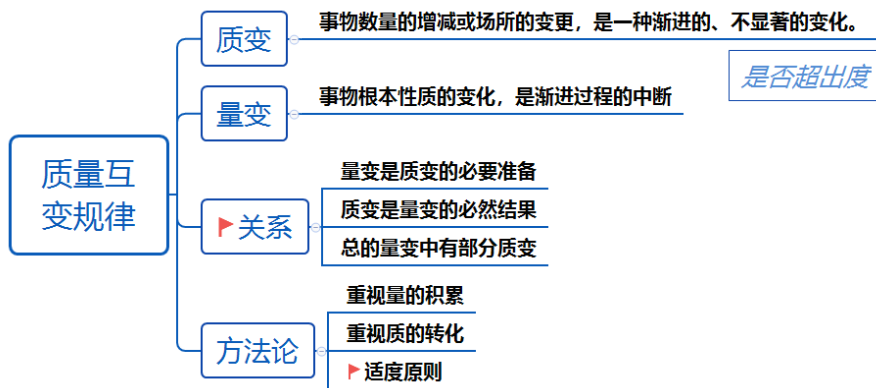 质变
事物数量的增减或场所的变更，是一种渐进的、不显著的变化。
是否超出度
量变
事物根本性质的变化，是渐进过程的中断
质量互
变规律
关系
量变是质变的必要准备
质变是量变的必然结果
总的量变中有部分质变
方法论
重视量的积累
重视质的转化
适度原则